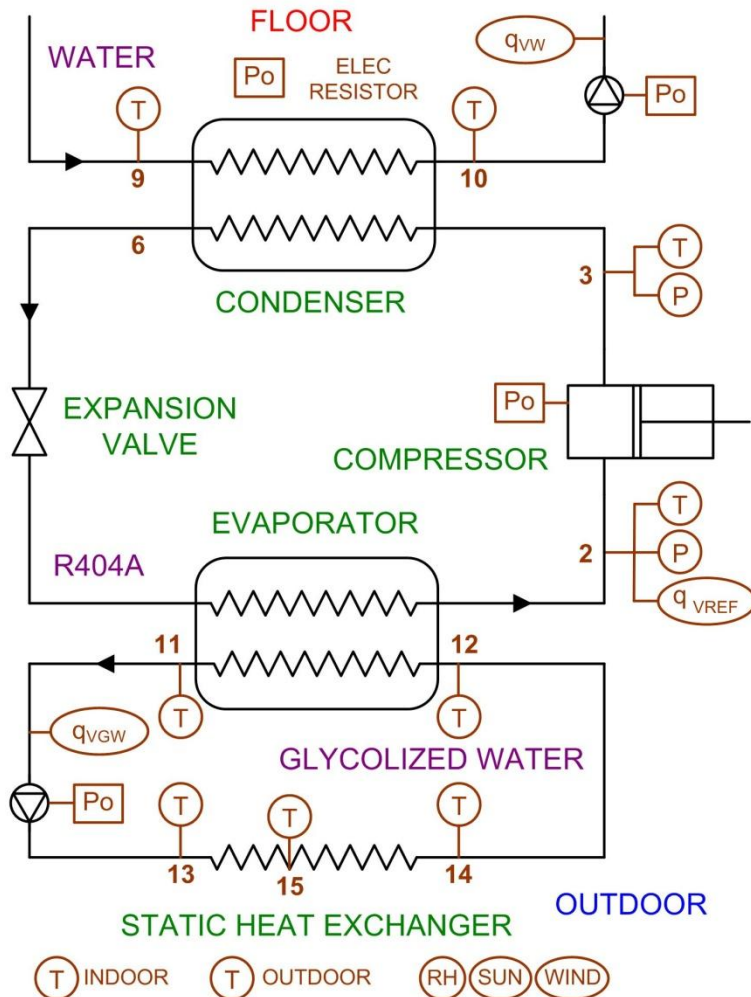 FLOOR
qVW
WATER
Po
ELEC
RESISTOR
T
T
Po
9
10
6
3
T
P
CONDENSER
EXPANSION
VALVE
Po
COMPRESSOR
T
EVAPORATOR
2
P
R404A
q VREF
11
12
T
T
qVGW
GLYCOLIZED WATER
Po
T
T
T
13
15
14
OUTDOOR
STATIC HEAT EXCHANGER
T INDOOR
T OUTDOOR
RH SUN WIND